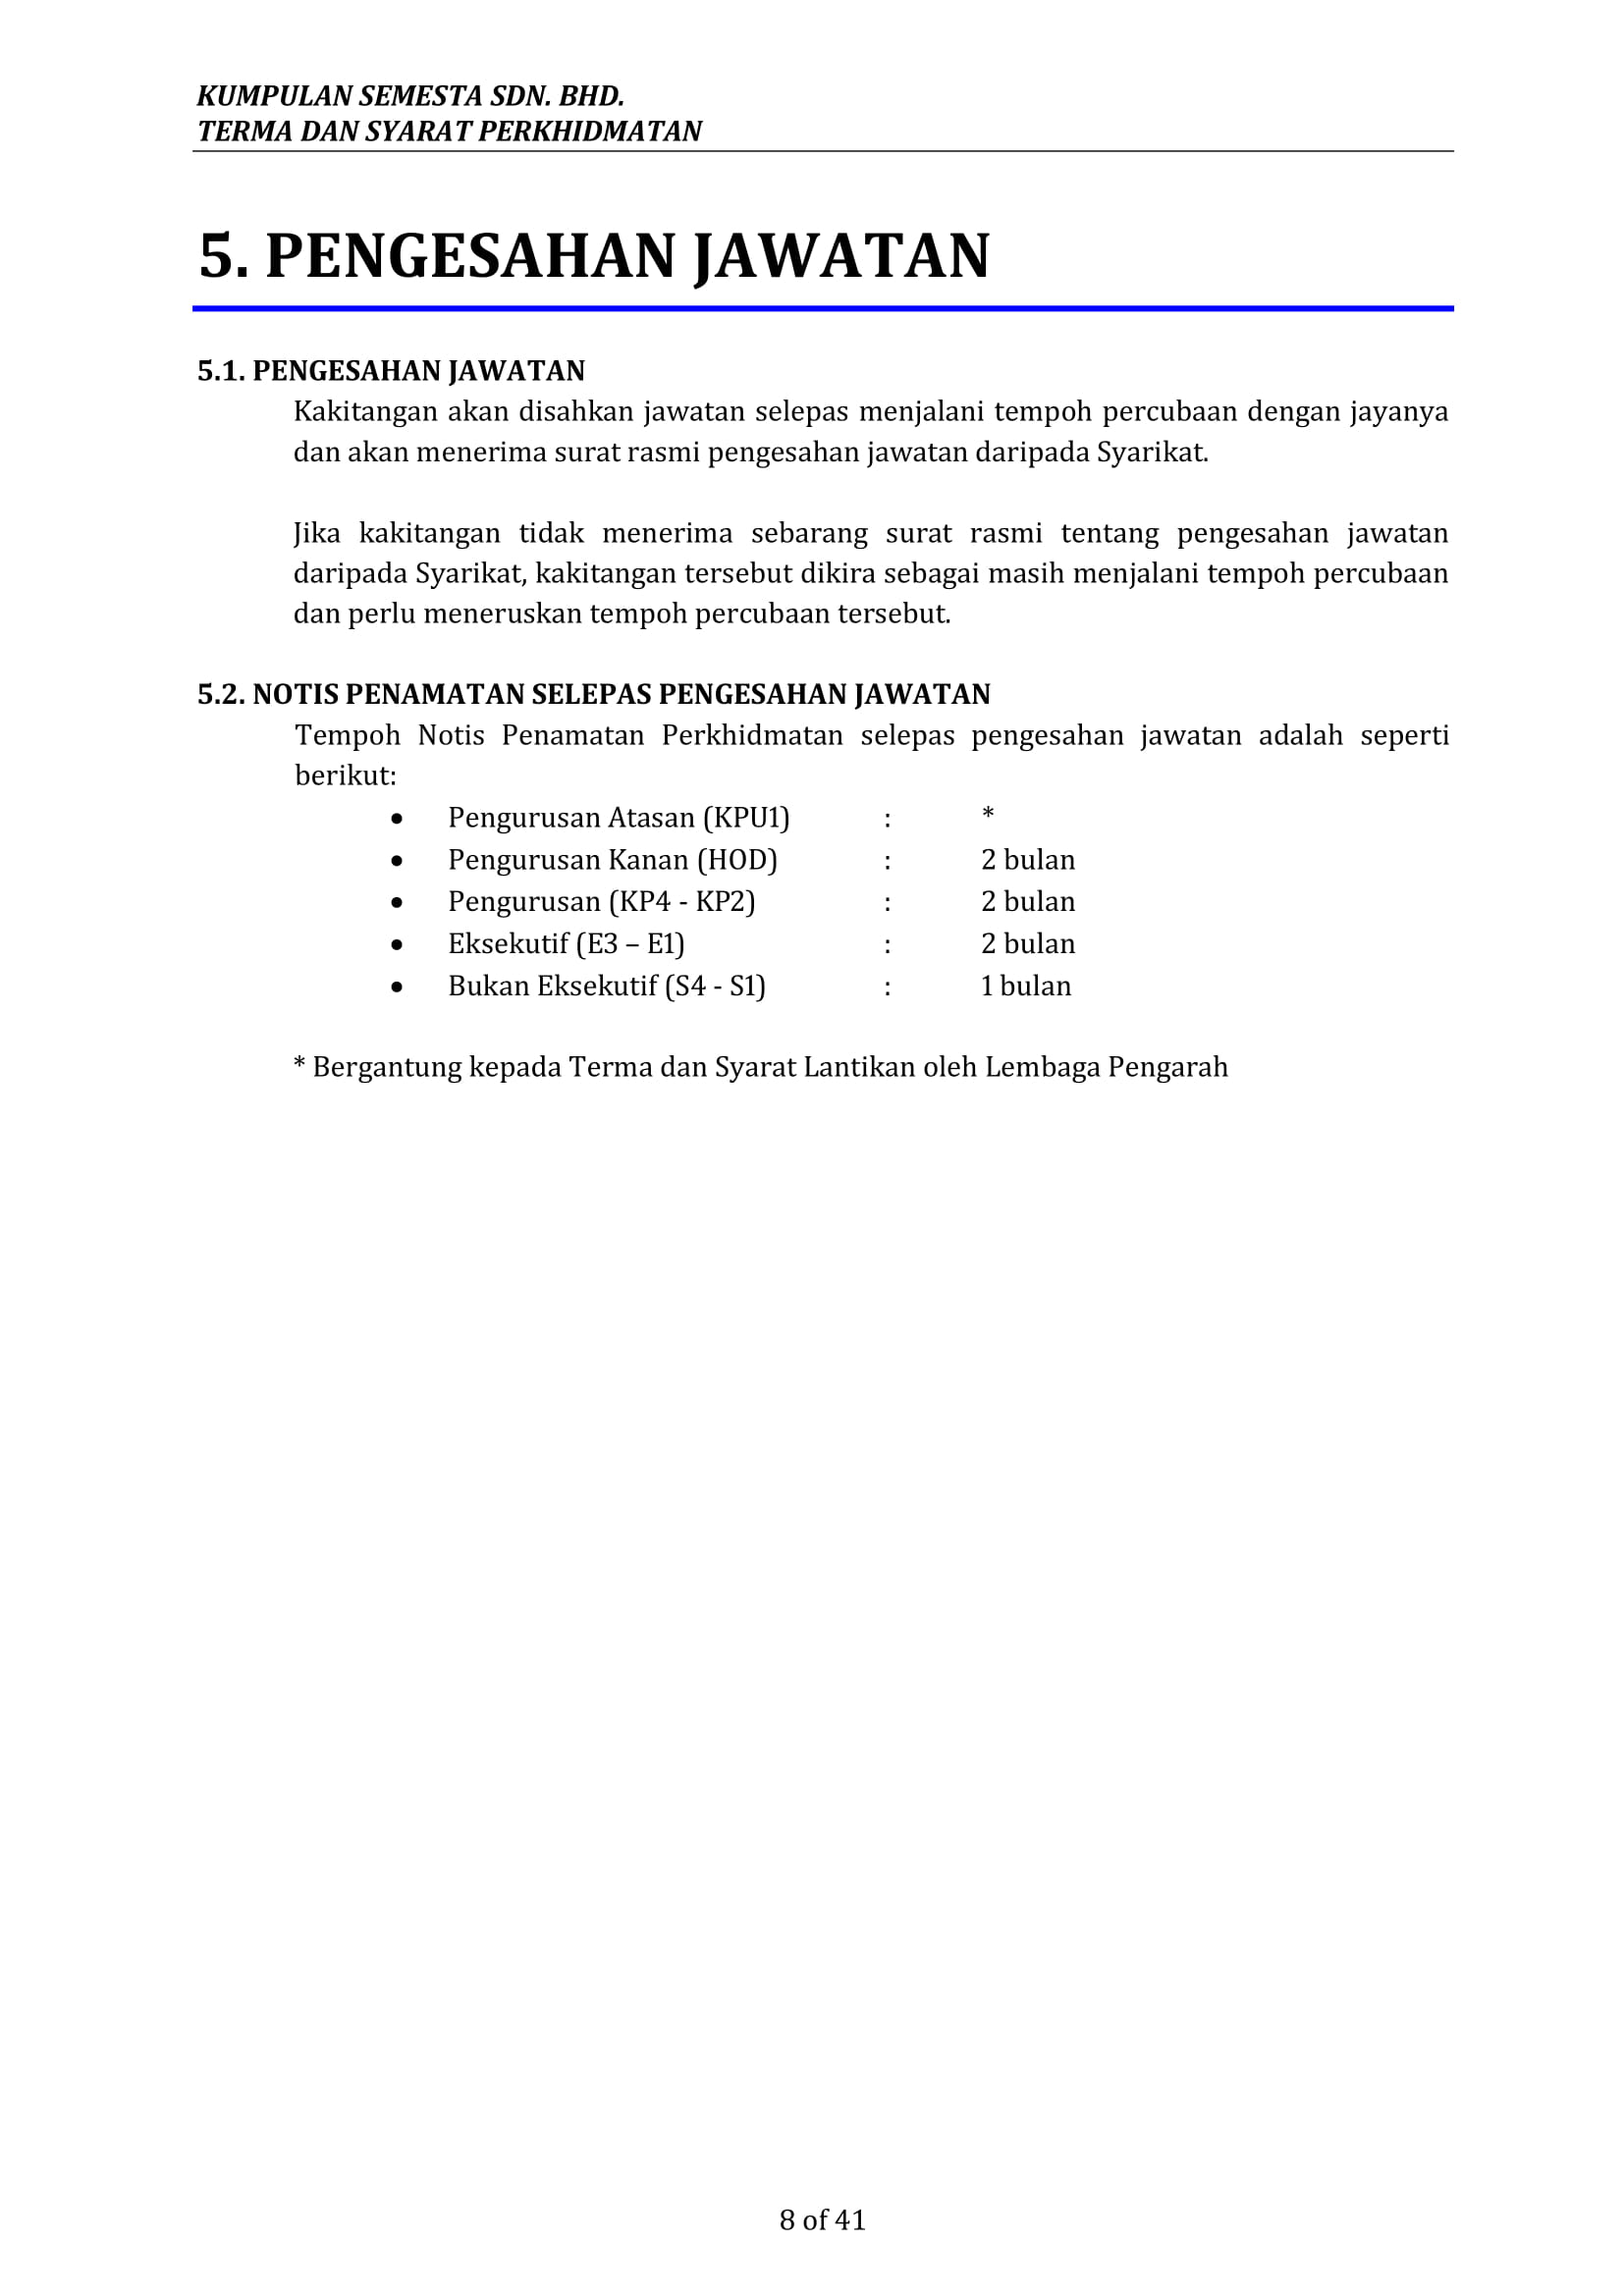 KUMPULAN SEMESTA SDN. BHD.
TERMA DAN SYARAT PERKHIDMATAN
5. PENGESAHAN JAWATAN
5.1. PENGESAHAN JAWATAN
Kakitangan akan disahkan jawatan selepas menjalani tempoh percubaan dengan jayanya
dan akan menerima surat rasmi pengesahan jawatan daripada Syarikat.
Jika kakitangan tidak menerima sebarang surat rasmi tentang pengesahan jawatan
daripada Syarikat, kakitangan tersebut dikira sebagai masih menjalani tempoh percubaan
dan perlu meneruskan tempoh percubaan tersebut.
5.2. NOTIS PENAMATAN SELEPAS PENGESAHAN JAWATAN
Tempoh Notis Penamatan Perkhidmatan selepas pengesahan jawatan adalah seperti
berikut:
• Pengurusan Atasan (KPU1) : *
• Pengurusan Kanan (HOD) : 2 bulan
• Pengurusan (KP4 - KP2) : 2 bulan
• Eksekutif (E3 – E1) : 2 bulan
• Bukan Eksekutif (S4 - S1) : 1 bulan
* Bergantung kepada Terma dan Syarat Lantikan oleh Lembaga Pengarah
8 of 41